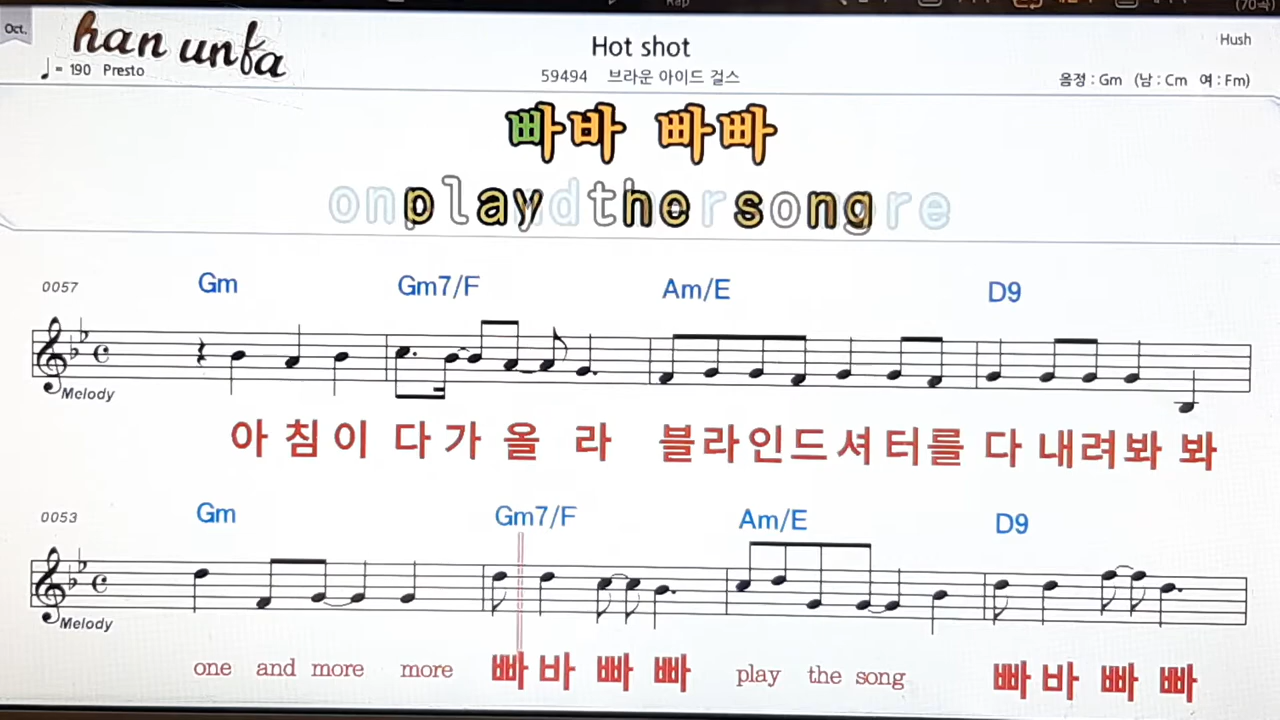 Rap
(70곡)
Oct.
han unfa
Hot shot
Hush
♩= 190 Presto
59494 브라운 아이드 걸스
음정 : Gm (남 : Cm 여 : Fm)
빠바 빠빠
play the song
0057
Gm Gm7/F Am/E D9
Melody
아 침 이 다 가 올 라 블라인드셔터를 다 내려봐 봐
0053
Gm Gm7/F Am/E D9
Melody
one and more more 빠 바 빠 빠 play the song 빠 바 빠 빠